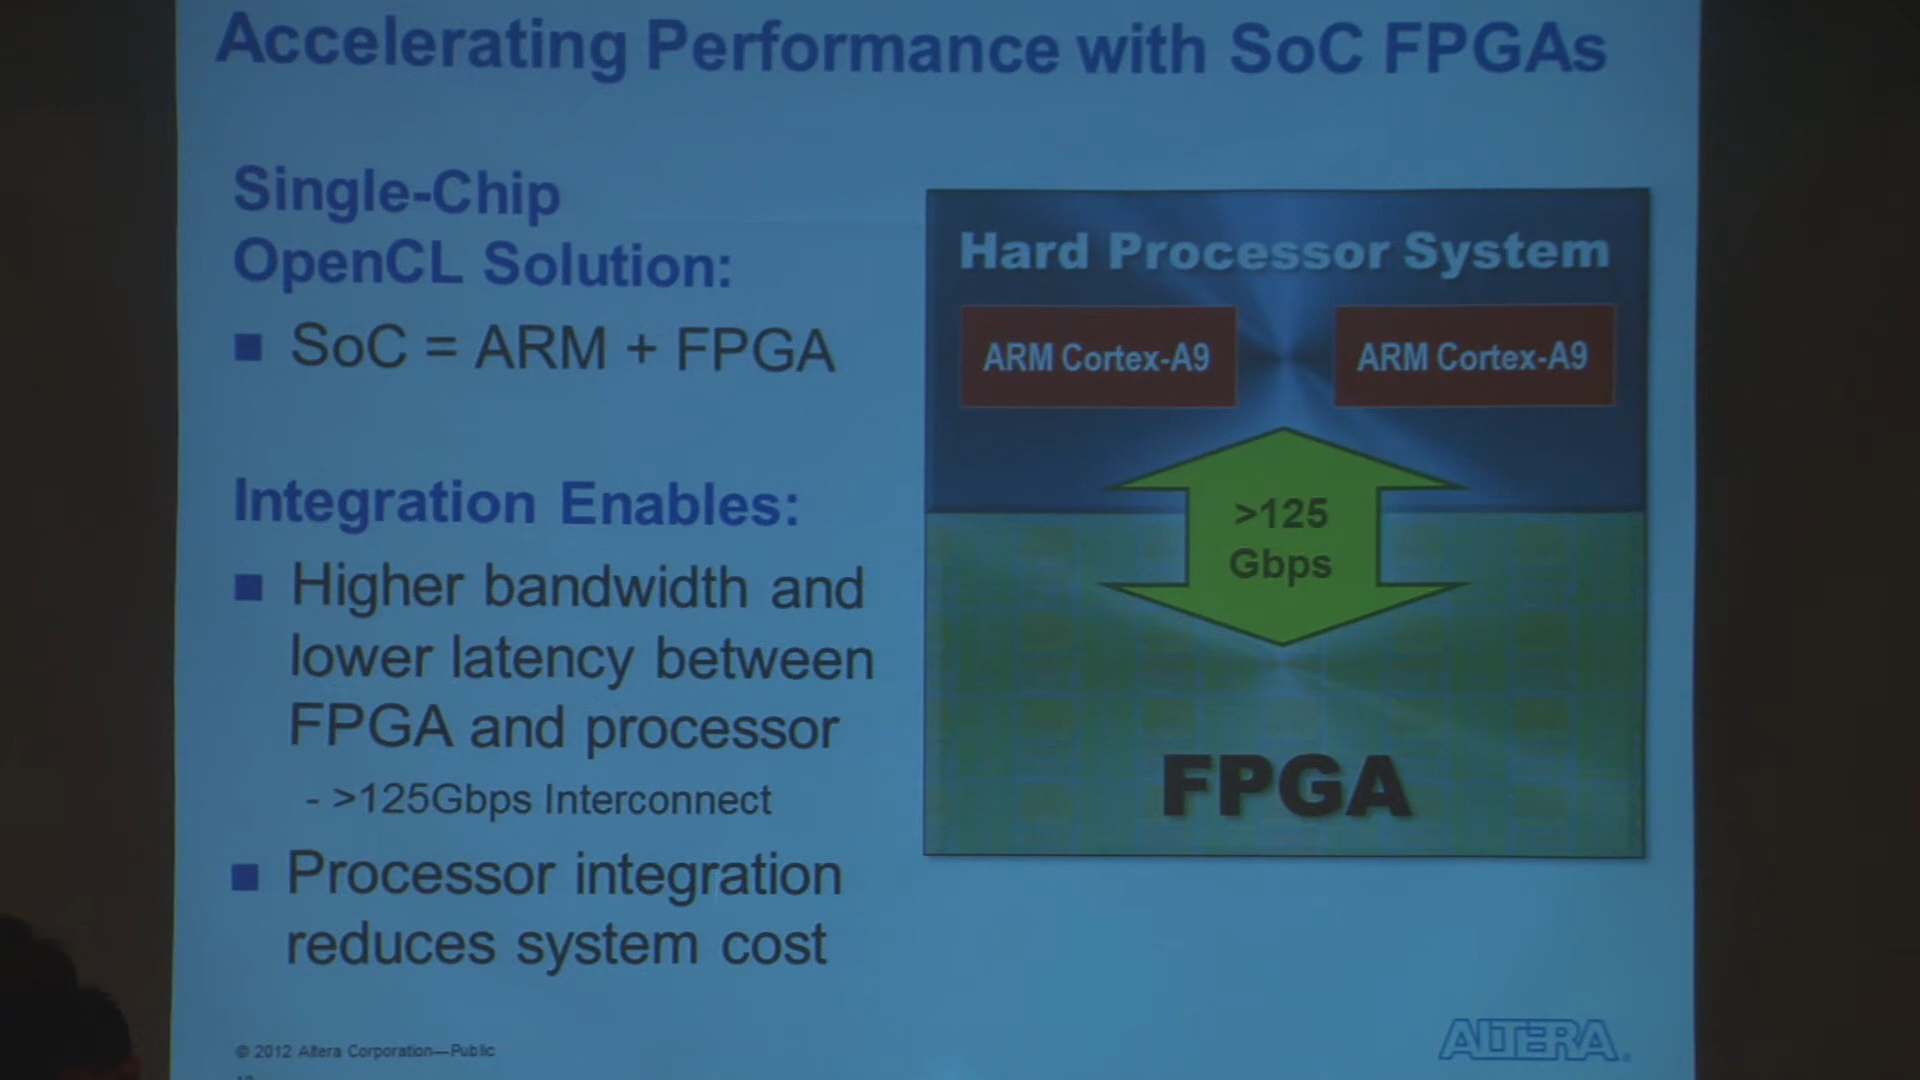 Accelerating Performance with SoC FPGAs
Single-Chip
OpenCL Solution:
SoC = ARM + FPGA
Integration Enables:
Higher bandwidth and
lower latency between
FPGA and processor
- >125Gbps Interconnect
Processor integration
reduces system cost
Hard Processor System
ARM Cortex-A9
ARM Cortex-A9
>125
Gbps
FPGA
© 2012 Altera Corporation—Public
ALTERA